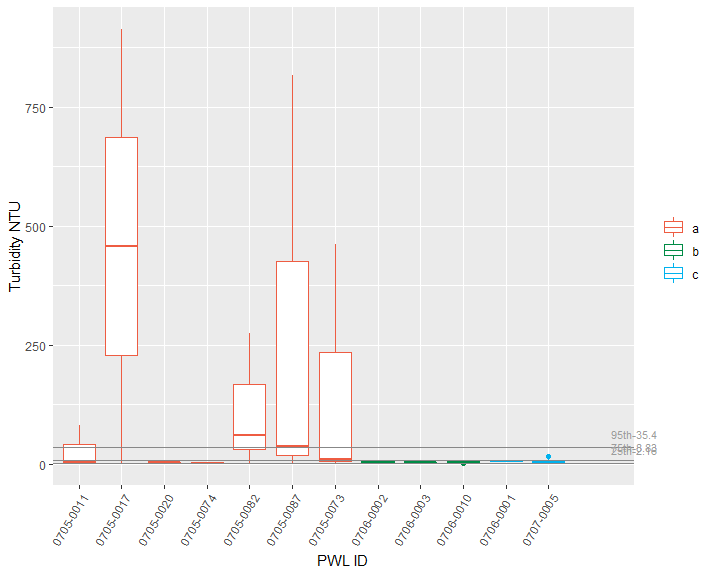 Turbidity NTU
750
500
250
0
95th-35.4
75th-8.83
25th-2.10
0705-0011
0705-0017
0705-0020
0705-0074
0705-0082
0705-0087
0705-0073
0706-0002
0706-0003
0706-0010
0706-0001
0707-0005
PWL ID
a
b
c